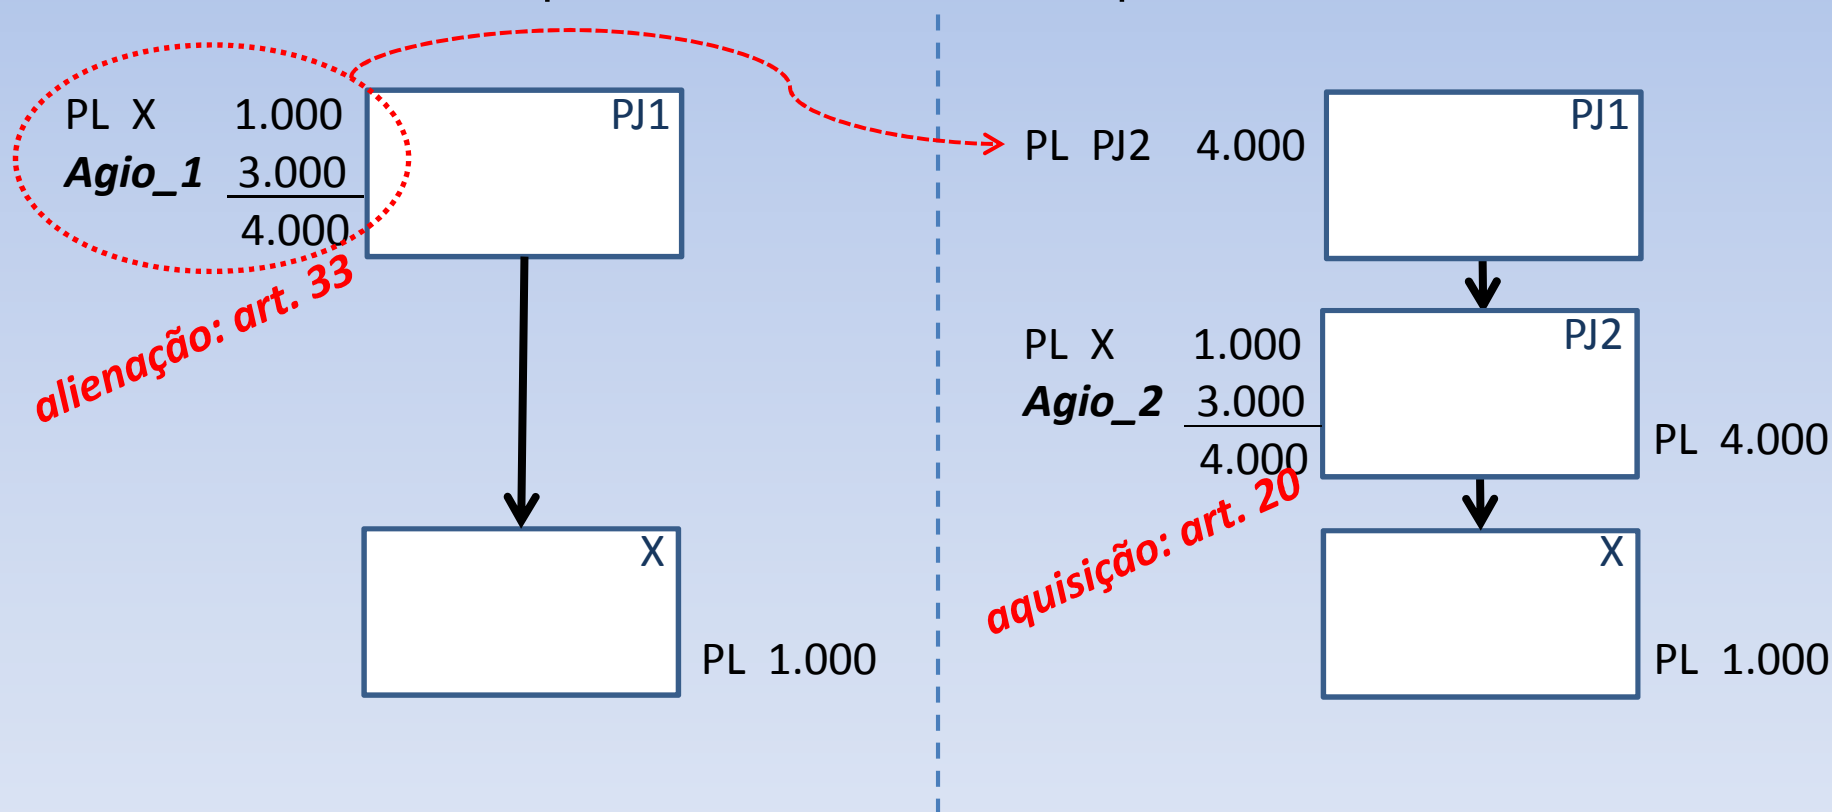 PL X 1.000
PJ1
Agio_1 3.000
4.000
alienação: art. 33
X
PL 1.000
PJ1
PL PJ2 4.000
PJ2
PL X 1.000
Agio_2 3.000
4.000
PL 4.000
aquisição: art. 20
X
PL 1.000